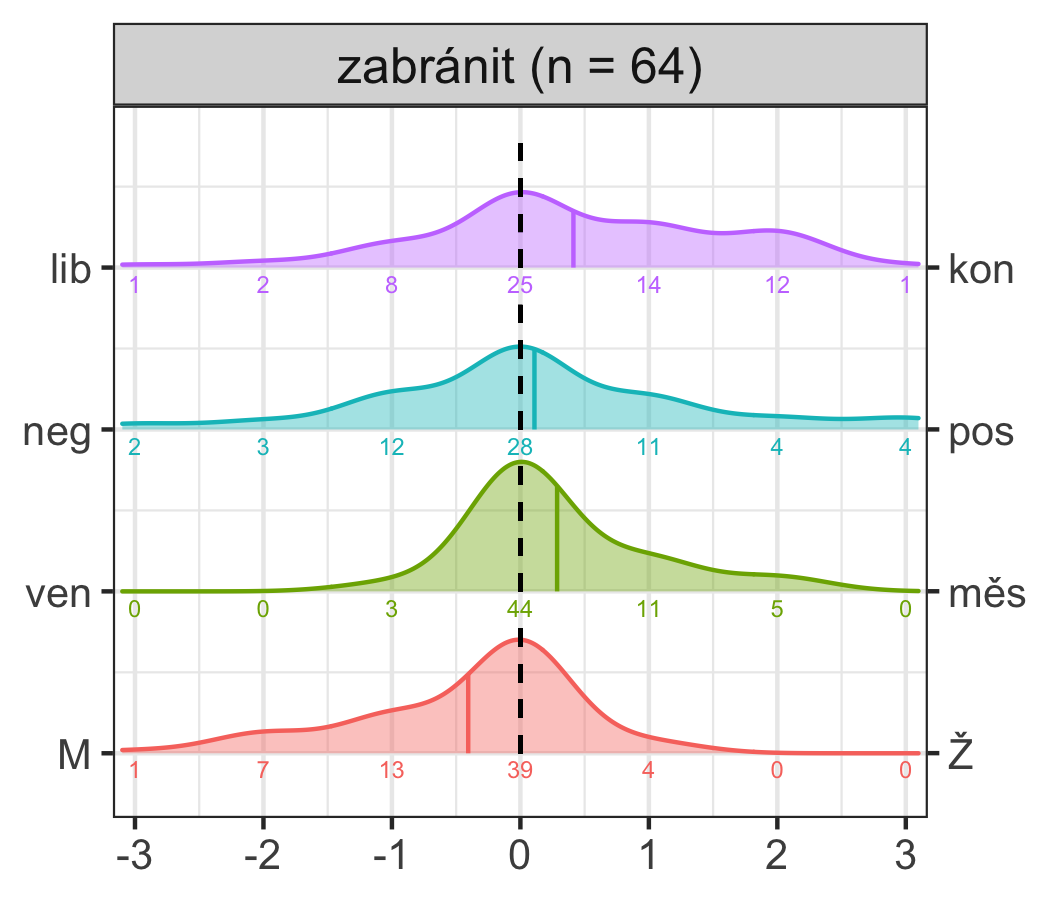 zabránit (n = 64)
lib kon
1 2 8 25 14 12 1
neg pos
2 3 12 28 11 4 4
ven měs
0 0 3 44 11 5 0
M Ž
1 7 13 39 4 0 0
-3 -2 -1 0 1 2 3